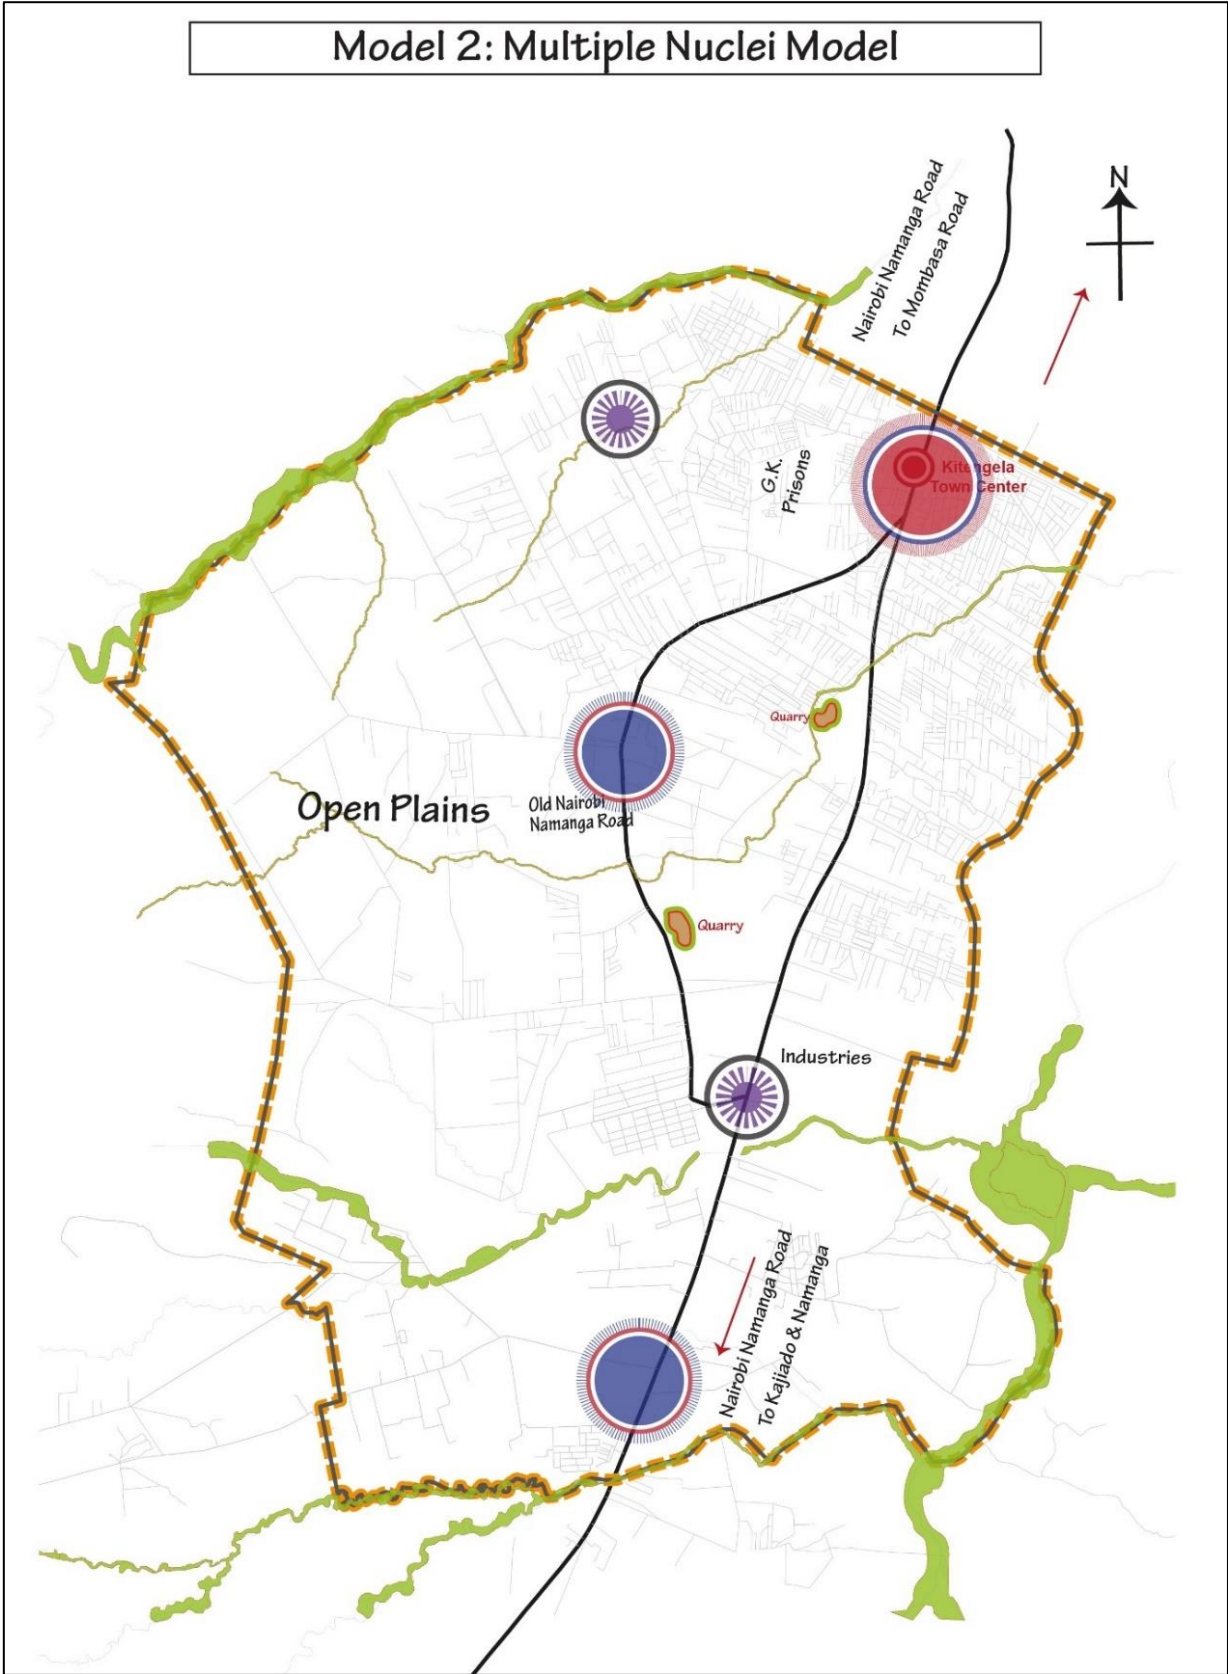 Model 2: Multiple Nuclei Model
Nairobi Namanga Road
To Mombasa Road
N
G.K.
Prisons
Kitengela
Town Center
Quarry
Open Plains
Old Nairobi
Namanga Road
Quarry
Industries
Nairobi Namanga Road
To Kajiado & Namanga